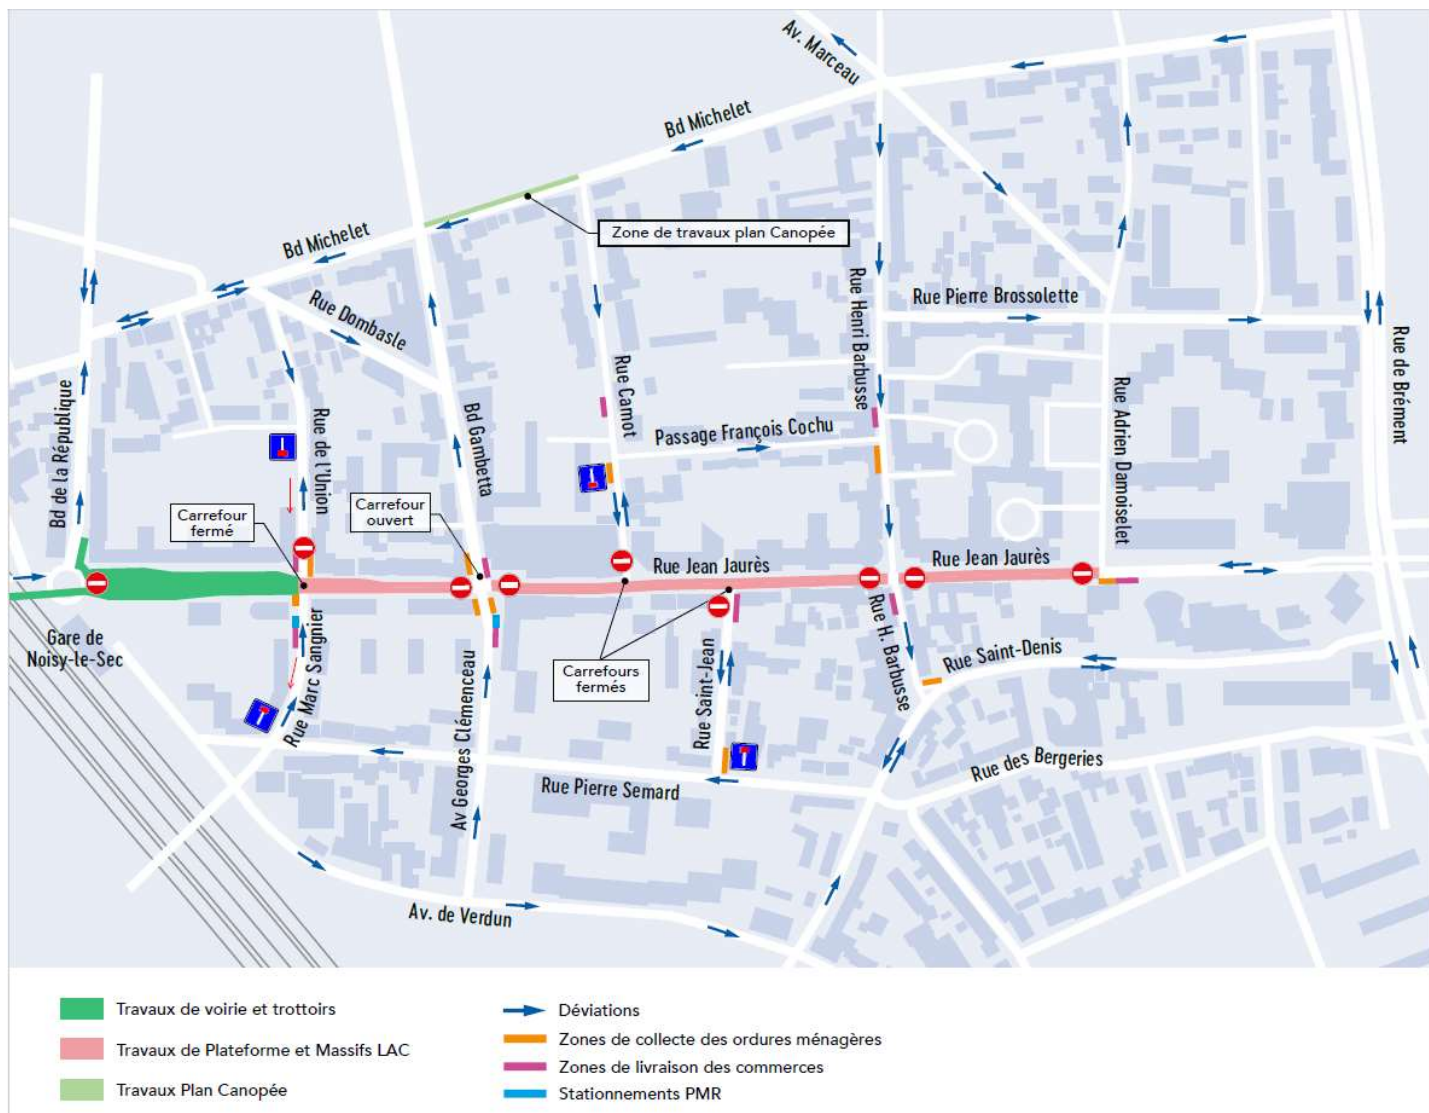 Av. Marceau
Bd Michelet
Zone de travaux plan Canopée
Bd Michelet
Rue Dombasle
Rue Henri Barbusse
Rue Pierre Brossolette
Rue de Brément
Bd de la République
Rue de l'Union
Bd Gambetta
Rue Carnot
Passage François Cochu
Rue Adrien Damoiselet
Carrefour
fermé
Carrefour
ouvert
Rue Jean Jaurès
Rue Jean Jaurès
Gare de
Noisy-le-Sec
Rue Marc Sangnier
Av Georges Clémenceau
Carrefours
fermés
Rue Saint-Jean
Rue H. Barbusse
Rue Saint-Denis
Rue Pierre Semard
Rue des Bergeries
Av. de Verdun
Travaux de voirie et trottoirs
Travaux de Plateforme et Massifs LAC
Travaux Plan Canopée
Déviations
Zones de collecte des ordures ménagères
Zones de livraison des commerces
Stationnements PMR